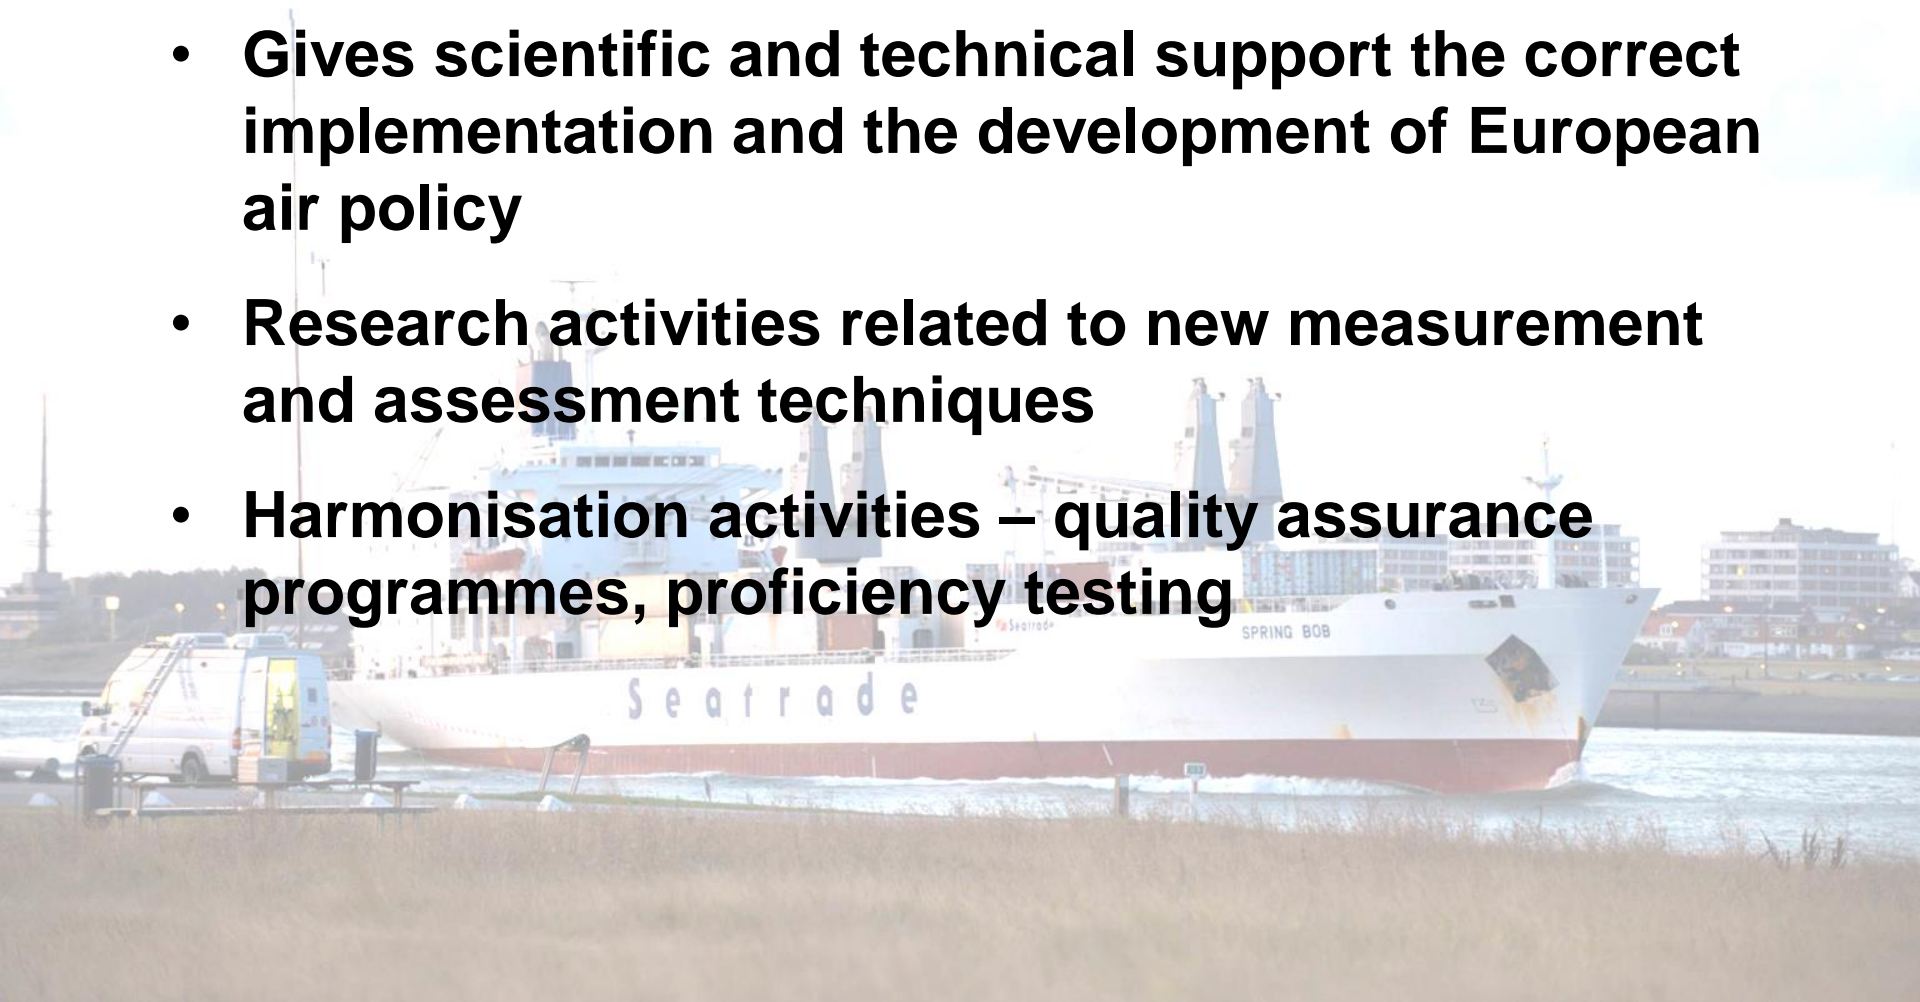 • Gives scientific and technical support the correct
implementation and the development of European
air policy
• Research activities related to new measurement
and assessment techniques
• Harmonisation activities – quality assurance
programmes, proficiency testing
Seatrade
SPRING BOB
Seatrade